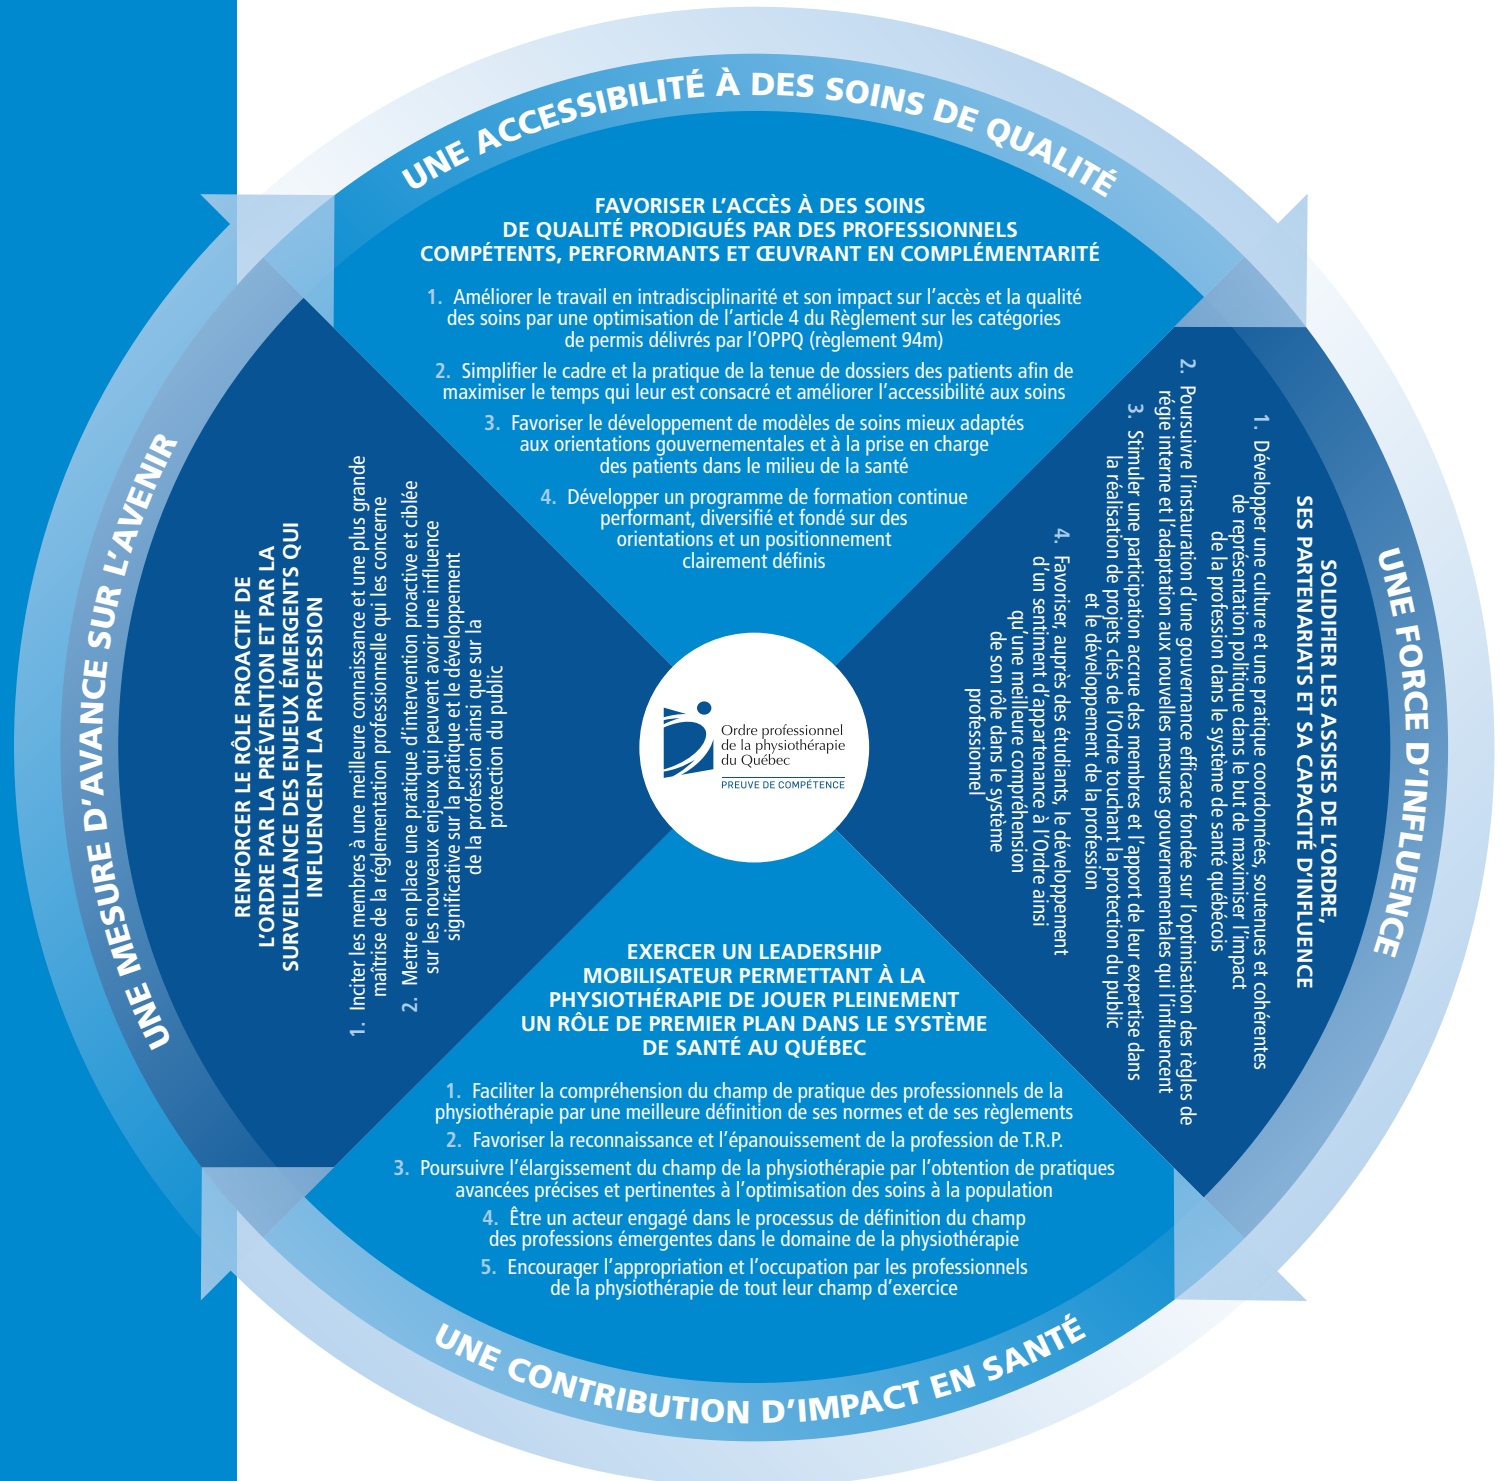 UNE ACCESSIBILITÉ À DES SOINS DE QUALITÉ
FAVORISER L’ACCÈS À DES SOINS
DE QUALITÉ PRODIGUÉS PAR DES PROFESSIONNELS
COMPÉTENTS, PERFORMANTS ET ŒUVRANT EN COMPLÉMENTARITÉ
1. Améliorer le travail en intradisciplinarité et son impact sur l’accès et la qualité
des soins par une optimisation de l’article 4 du Règlement sur les catégories
de permis délivrés par l’OPPQ (règlement 94m)
2. Simplifier le cadre et la pratique de la tenue de dossiers des patients afin de
maximiser le temps qui leur est consacré et améliorer l’accessibilité aux soins
3. Favoriser le développement de modèles de soins mieux adaptés
aux orientations gouvernementales et à la prise en charge
des patients dans le milieu de la santé
4. Développer un programme de formation continue
performant, diversifié et fondé sur des
orientations et un positionnement
clairement définis
UNE FORCE D’INFLUENCE
SOLIDIFIER LES ASSISES DE L’ORDRE,
SES PARTENARIATS ET SA CAPACITÉ D’INFLUENCE
1. Développer une culture et une pratique coordonnées, soutenues et cohérentes
de représentation politique dans le but de maximiser l’impact
de la profession dans le système de santé québécois
2. Poursuivre l’instauration d’une gouvernance efficace fondée sur l’optimisation des règles de
régie interne et l’adaptation aux nouvelles mesures gouvernementales qui l’influencent
3. Stimuler une participation accrue des membres et l’apport de leur expertise dans
la réalisation de projets clés de l’Ordre touchant la protection du public
et le développement de la profession
4. Favoriser, auprès des étudiants, le développement
d’un sentiment d’appartenance à l’Ordre ainsi
qu’une meilleure compréhension
de son rôle dans le système
professionnel
UNE CONTRIBUTION D’IMPACT EN SANTÉ
EXERCER UN LEADERSHIP
MOBILISATEUR PERMETTANT À LA
PHYSIOTHÉRAPIE DE JOUER PLEINEMENT
UN RÔLE DE PREMIER PLAN DANS LE SYSTÈME
DE SANTÉ AU QUÉBEC
1. Faciliter la compréhension du champ de pratique des professionnels de la
physiothérapie par une meilleure définition de ses normes et de ses règlements
2. Favoriser la reconnaissance et l’épanouissement de la profession de T.R.P.
3. Poursuivre l’élargissement du champ de la physiothérapie par l’obtention de pratiques
avancées précises et pertinentes à l’optimisation des soins à la population
4. Être un acteur engagé dans le processus de définition du champ
des professions émergentes dans le domaine de la physiothérapie
5. Encourager l’appropriation et l’occupation par les professionnels
de la physiothérapie de tout leur champ d’exercice
UNE MESURE D’AVANCE SUR L’AVENIR
RENFORCER LE RÔLE PROACTIF DE
L’ORDRE PAR LA PRÉVENTION ET PAR LA
SURVEILLANCE DES ENJEUX ÉMERGENTS QUI
INFLUENCENT LA PROFESSION
1. Inciter les membres à une meilleure connaissance et une plus grande
maîtrise de la réglementation professionnelle qui les concerne
2. Mettre en place une pratique d’intervention proactive et ciblée
sur les nouveaux enjeux qui peuvent avoir une influence
significative sur la pratique et le développement
de la profession ainsi que sur la
protection du public
Ordre professionnel
de la physiothérapie
du Québec
PREUVE DE COMPÉTENCE